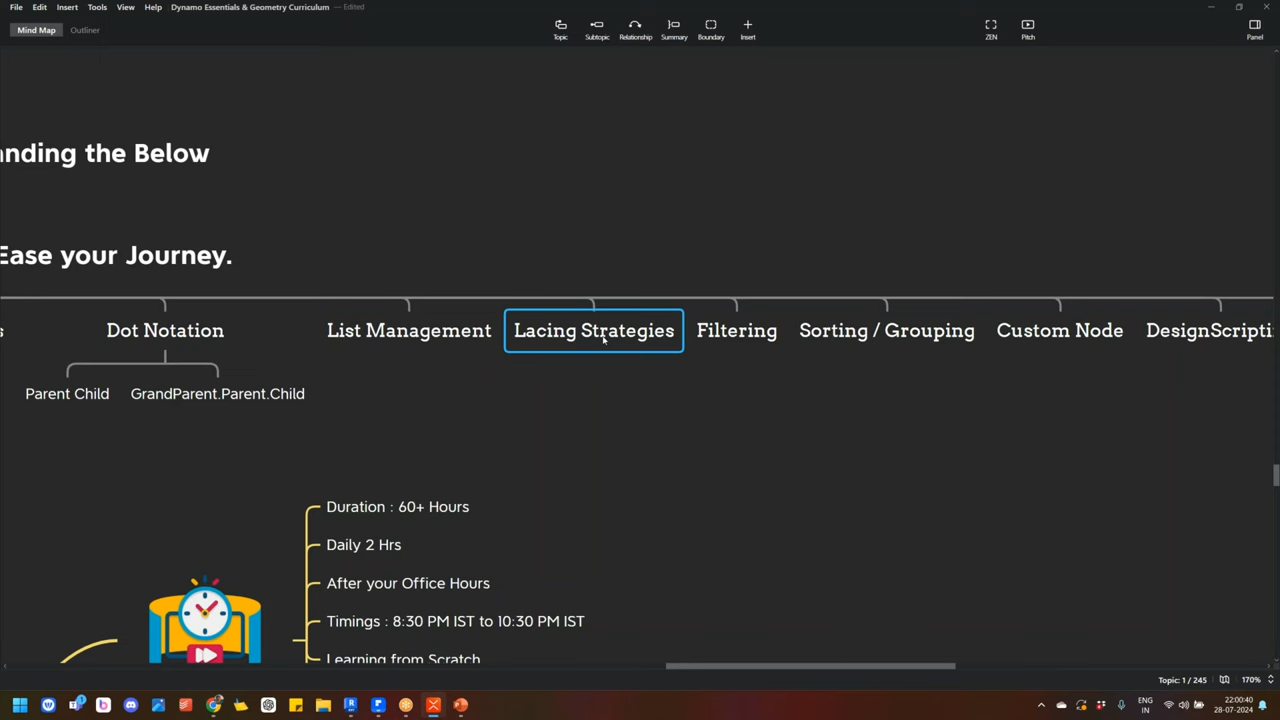 File Edit Insert Tools View Help Dynamo Essentials & Geometry Curriculum — Edited
Mind Map Outliner
Topic Subtopic Relationship Summary Boundary Insert ZEN Pitch Panel
anding the Below
Ease your Journey.
s Dot Notation List Management Lacing Strategies Filtering Sorting / Grouping Custom Node DesignScripti
Parent Child GrandParent.Parent.Child
Duration : 60+ Hours
Daily 2 Hrs
After your Office Hours
Timings : 8:30 PM IST to 10:30 PM IST
Learning from Scratch
Topic: 1 / 245 170%
ENG
IN
22:00:40
28-07-2024